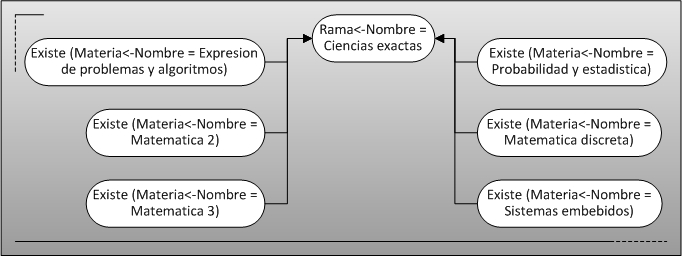 Rama<-Nombre =
Ciencias exactas
Existe (Materia<-Nombre = Expresion
de problemas y algoritmos)
Existe (Materia<-Nombre =
Probabilidad y estadistica)
Existe (Materia<-Nombre =
Matematica 2)
Existe (Materia<-Nombre =
Matematica discreta)
Existe (Materia<-Nombre =
Matematica 3)
Existe (Materia<-Nombre =
Sistemas embebidos)